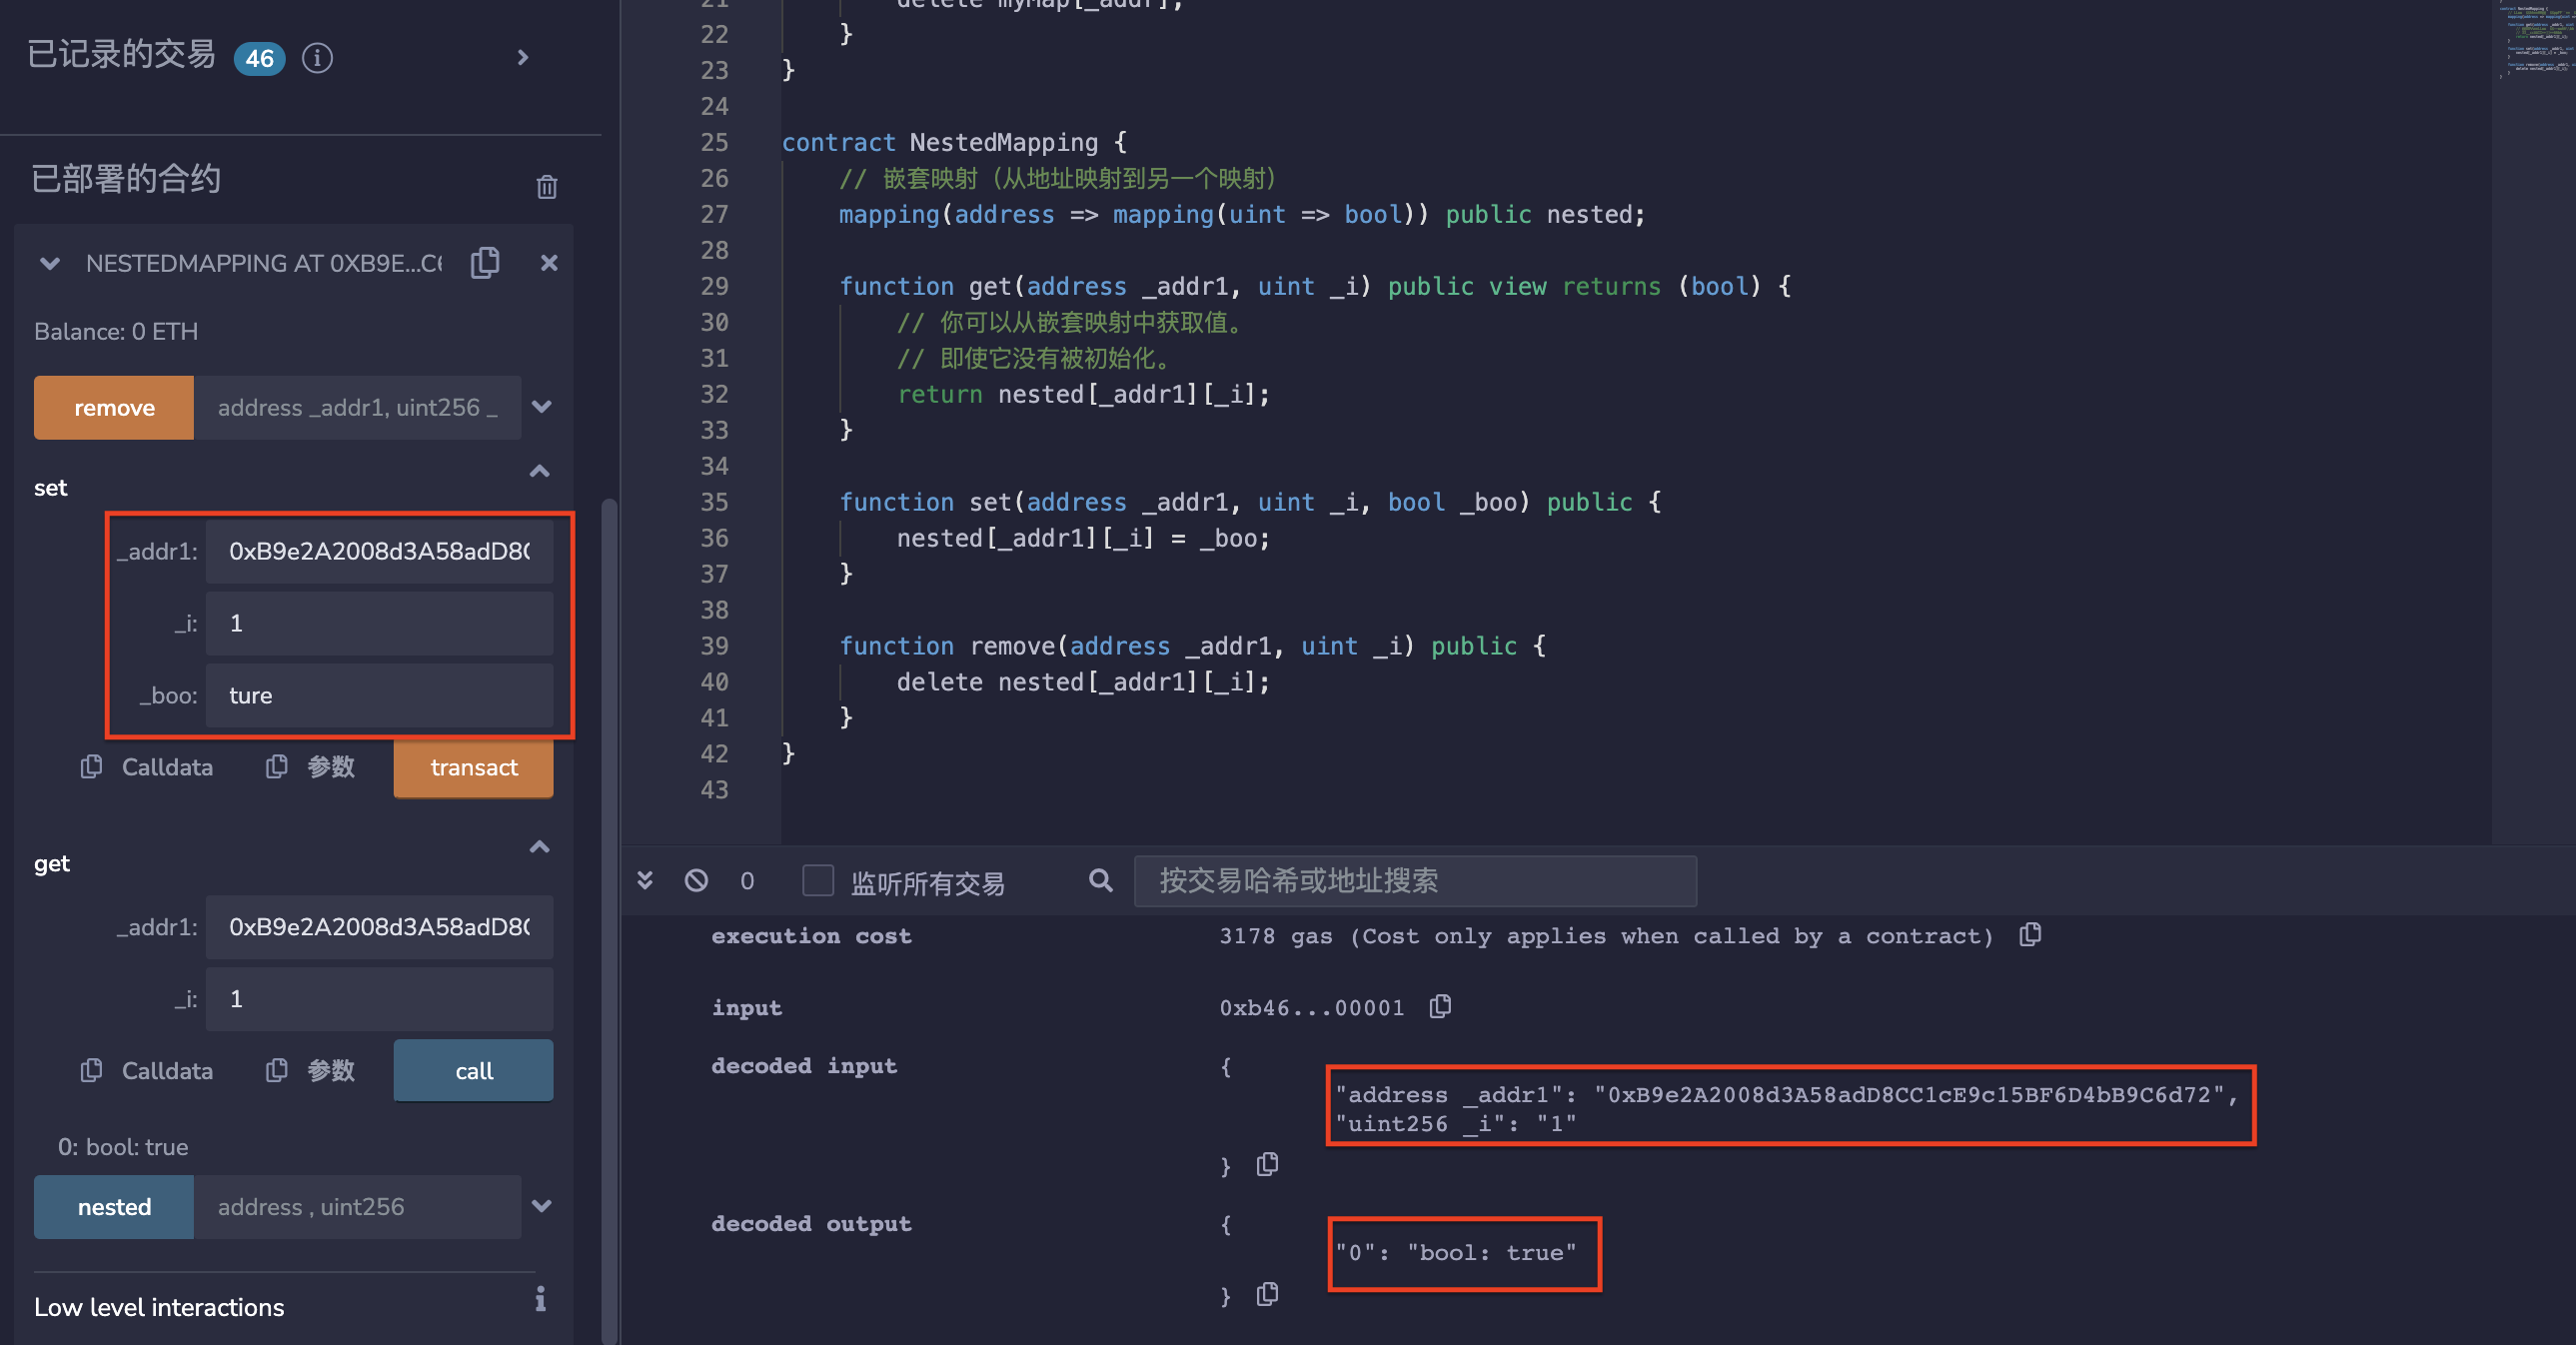 已记录的交易 46
已部署的合约
NESTEDMAPPING AT 0XB9E...C
Balance: 0 ETH
remove address _addr1, uint256 _
set
_addr1: 0xB9e2A2008d3A58adD8C
_i: 1
_boo: ture
Calldata 参数 transact
get
_addr1: 0xB9e2A2008d3A58adD8C
_i: 1
Calldata 参数 call
0: bool: true
nested address , uint256
Low level interactions
21 delete myMap[_addr];
22 }
23 }
24
25 contract NestedMapping {
26 // 嵌套映射（从地址映射到另一个映射）
27 mapping(address => mapping(uint => bool)) public nested;
28
29 function get(address _addr1, uint _i) public view returns (bool) {
30 // 你可以从嵌套映射中获取值。
31 // 即使它没有被初始化。
32 return nested[_addr1][_i];
33 }
34
35 function set(address _addr1, uint _i, bool _boo) public {
36 nested[_addr1][_i] = _boo;
37 }
38
39 function remove(address _addr1, uint _i) public {
40 delete nested[_addr1][_i];
41 }
42 }
43
0 监听所有交易 按交易哈希或地址搜索
execution cost 3178 gas (Cost only applies when called by a contract)
input 0xb46...00001
decoded input {
"address _addr1": "0xB9e2A2008d3A58adD8CC1cE9c15BF6D4bB9C6d72",
"uint256 _i": "1"
}
decoded output {
"0": "bool: true"
}